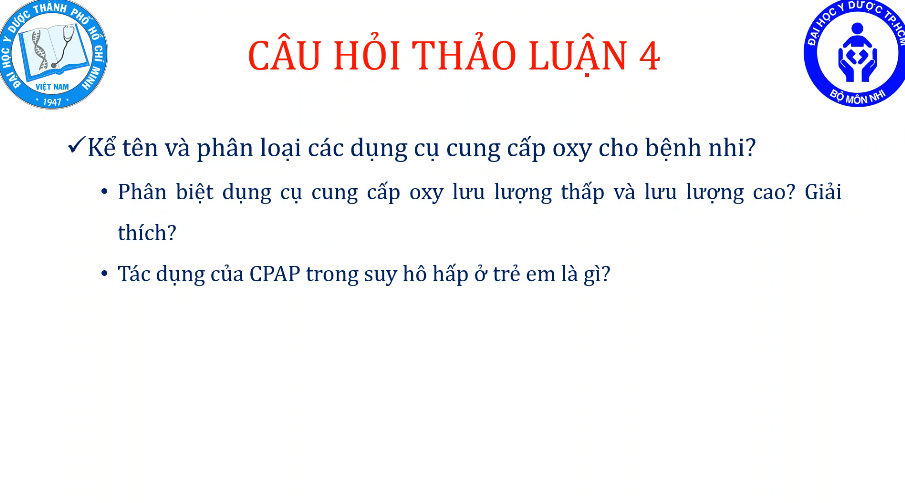 ĐẠI HỌC Y DƯỢC THÀNH PHỐ HỒ CHÍ MINH
VIỆT NAM
1947
ĐẠI HỌC Y DƯỢC TP.HCM
BỘ MÔN NHI
CÂU HỎI THẢO LUẬN 4
✓Kể tên và phân loại các dụng cụ cung cấp oxy cho bệnh nhi?
• Phân biệt dụng cụ cung cấp oxy lưu lượng thấp và lưu lượng cao? Giải
thích?
• Tác dụng của CPAP trong suy hô hấp ở trẻ em là gì?